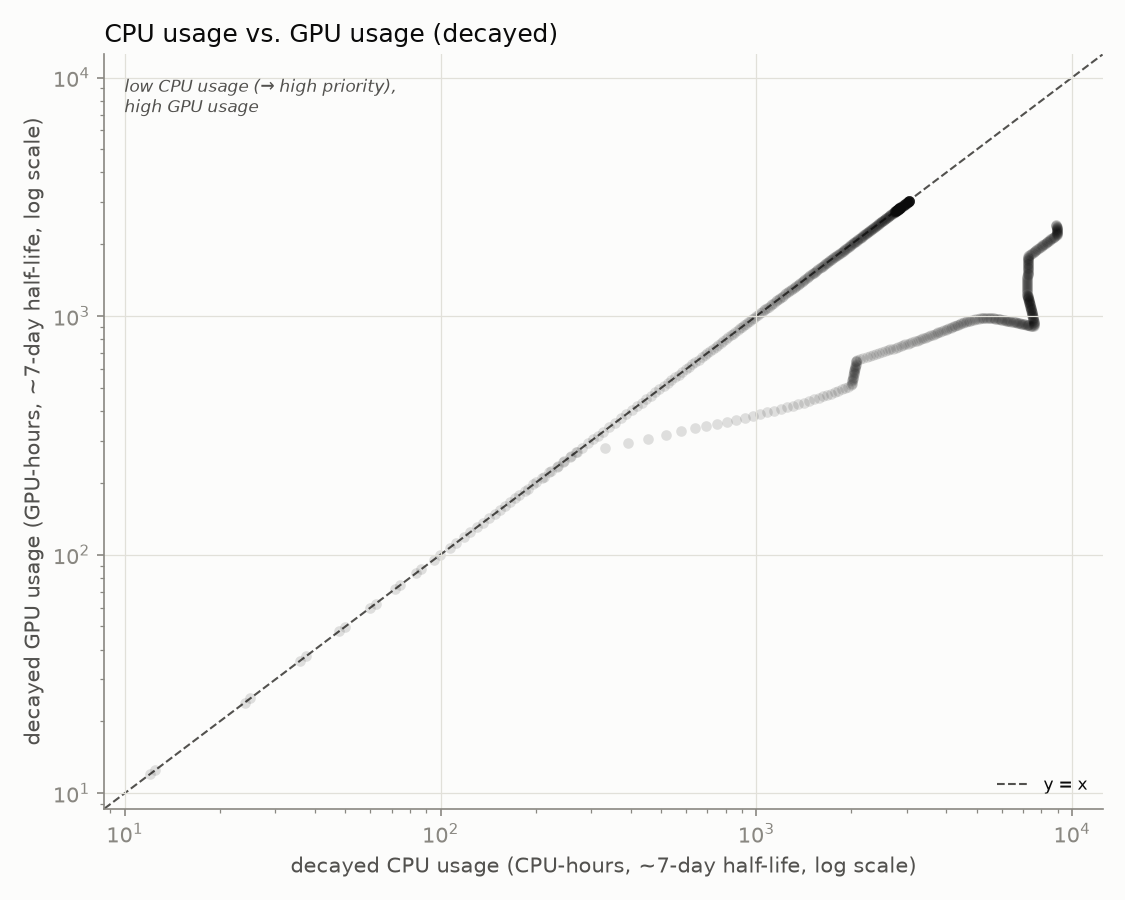 CPU usage vs. GPU usage (decayed)
low CPU usage (→ high priority),
high GPU usage
decayed GPU usage (GPU-hours, ~7-day half-life, log scale)
10⁴
10³
10²
10¹
y = x
10¹ 10² 10³ 10⁴
decayed CPU usage (CPU-hours, ~7-day half-life, log scale)